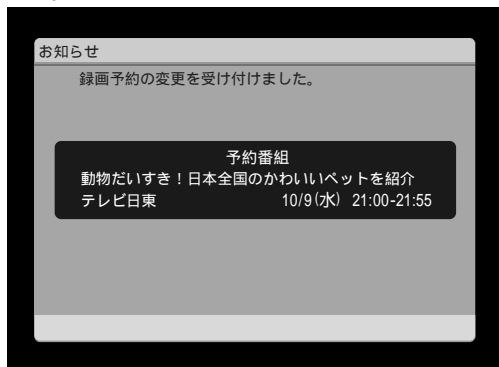 お知らせ
録画予約の変更を受け付けました。
予約番組
動物だいすき！日本全国のかわいいペットを紹介
テレビ日東 10/9(水) 21:00-21:55